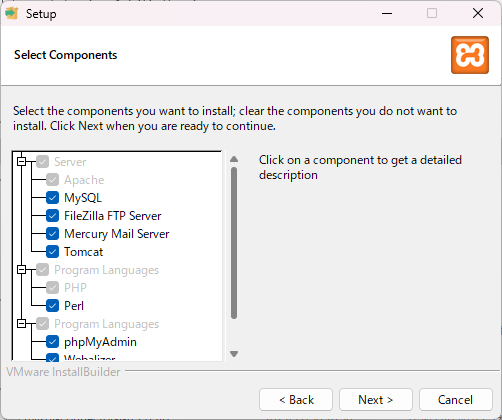 Setup
Select Components
Select the components you want to install; clear the components you do not want to
install. Click Next when you are ready to continue.
Server
Apache
MySQL
FileZilla FTP Server
Mercury Mail Server
Tomcat
Program Languages
PHP
Perl
Program Languages
phpMyAdmin
Webalizer
Click on a component to get a detailed
description
VMware InstallBuilder
< Back
Next >
Cancel